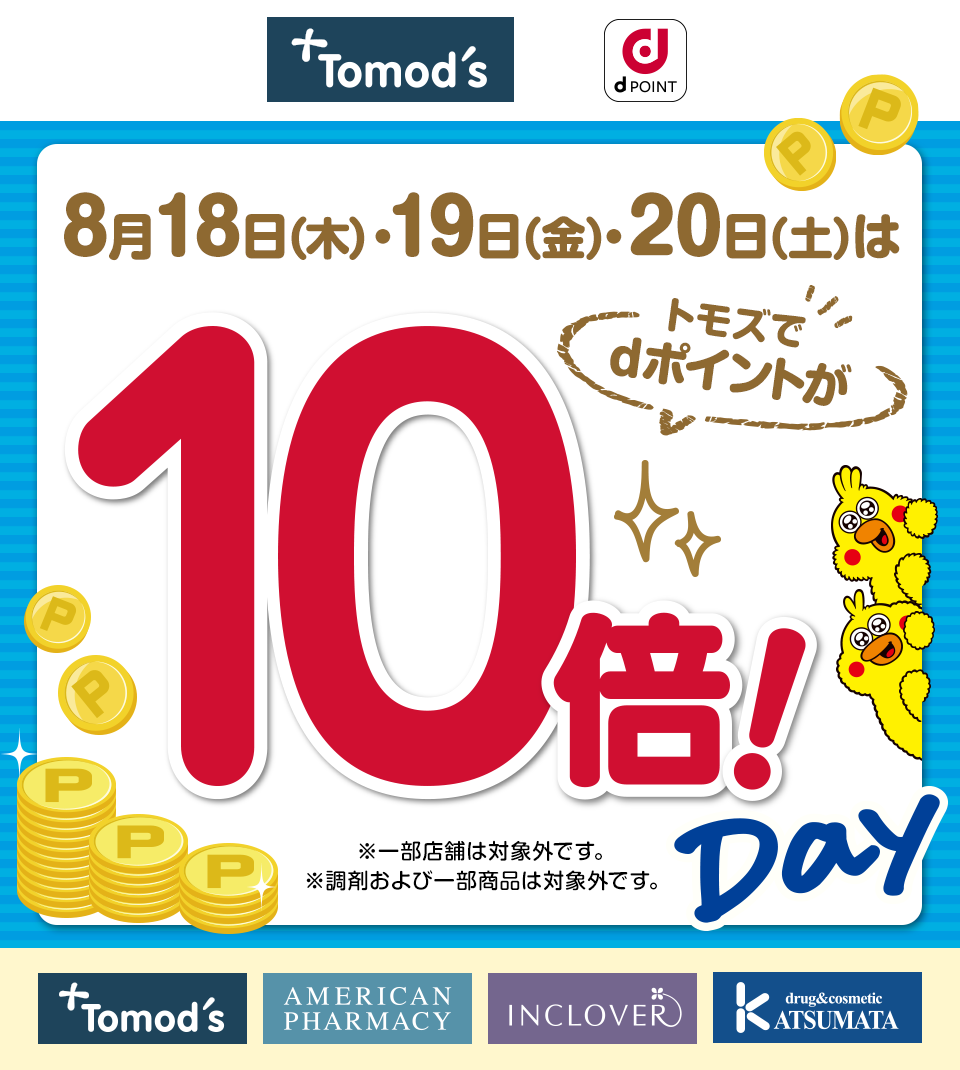 Tomod's
d
d POINT
P
P
8月18日(木)・19日(金)・20日(土)は
トモズで
dポイントが
10倍!
P
P
P
P
P
DAY
※一部店舗は対象外です。
※調剤および一部商品は対象外です。
Tomod's
AMERICAN
PHARMACY
INCLOVER
drug&cosmetic
KATSUMATA